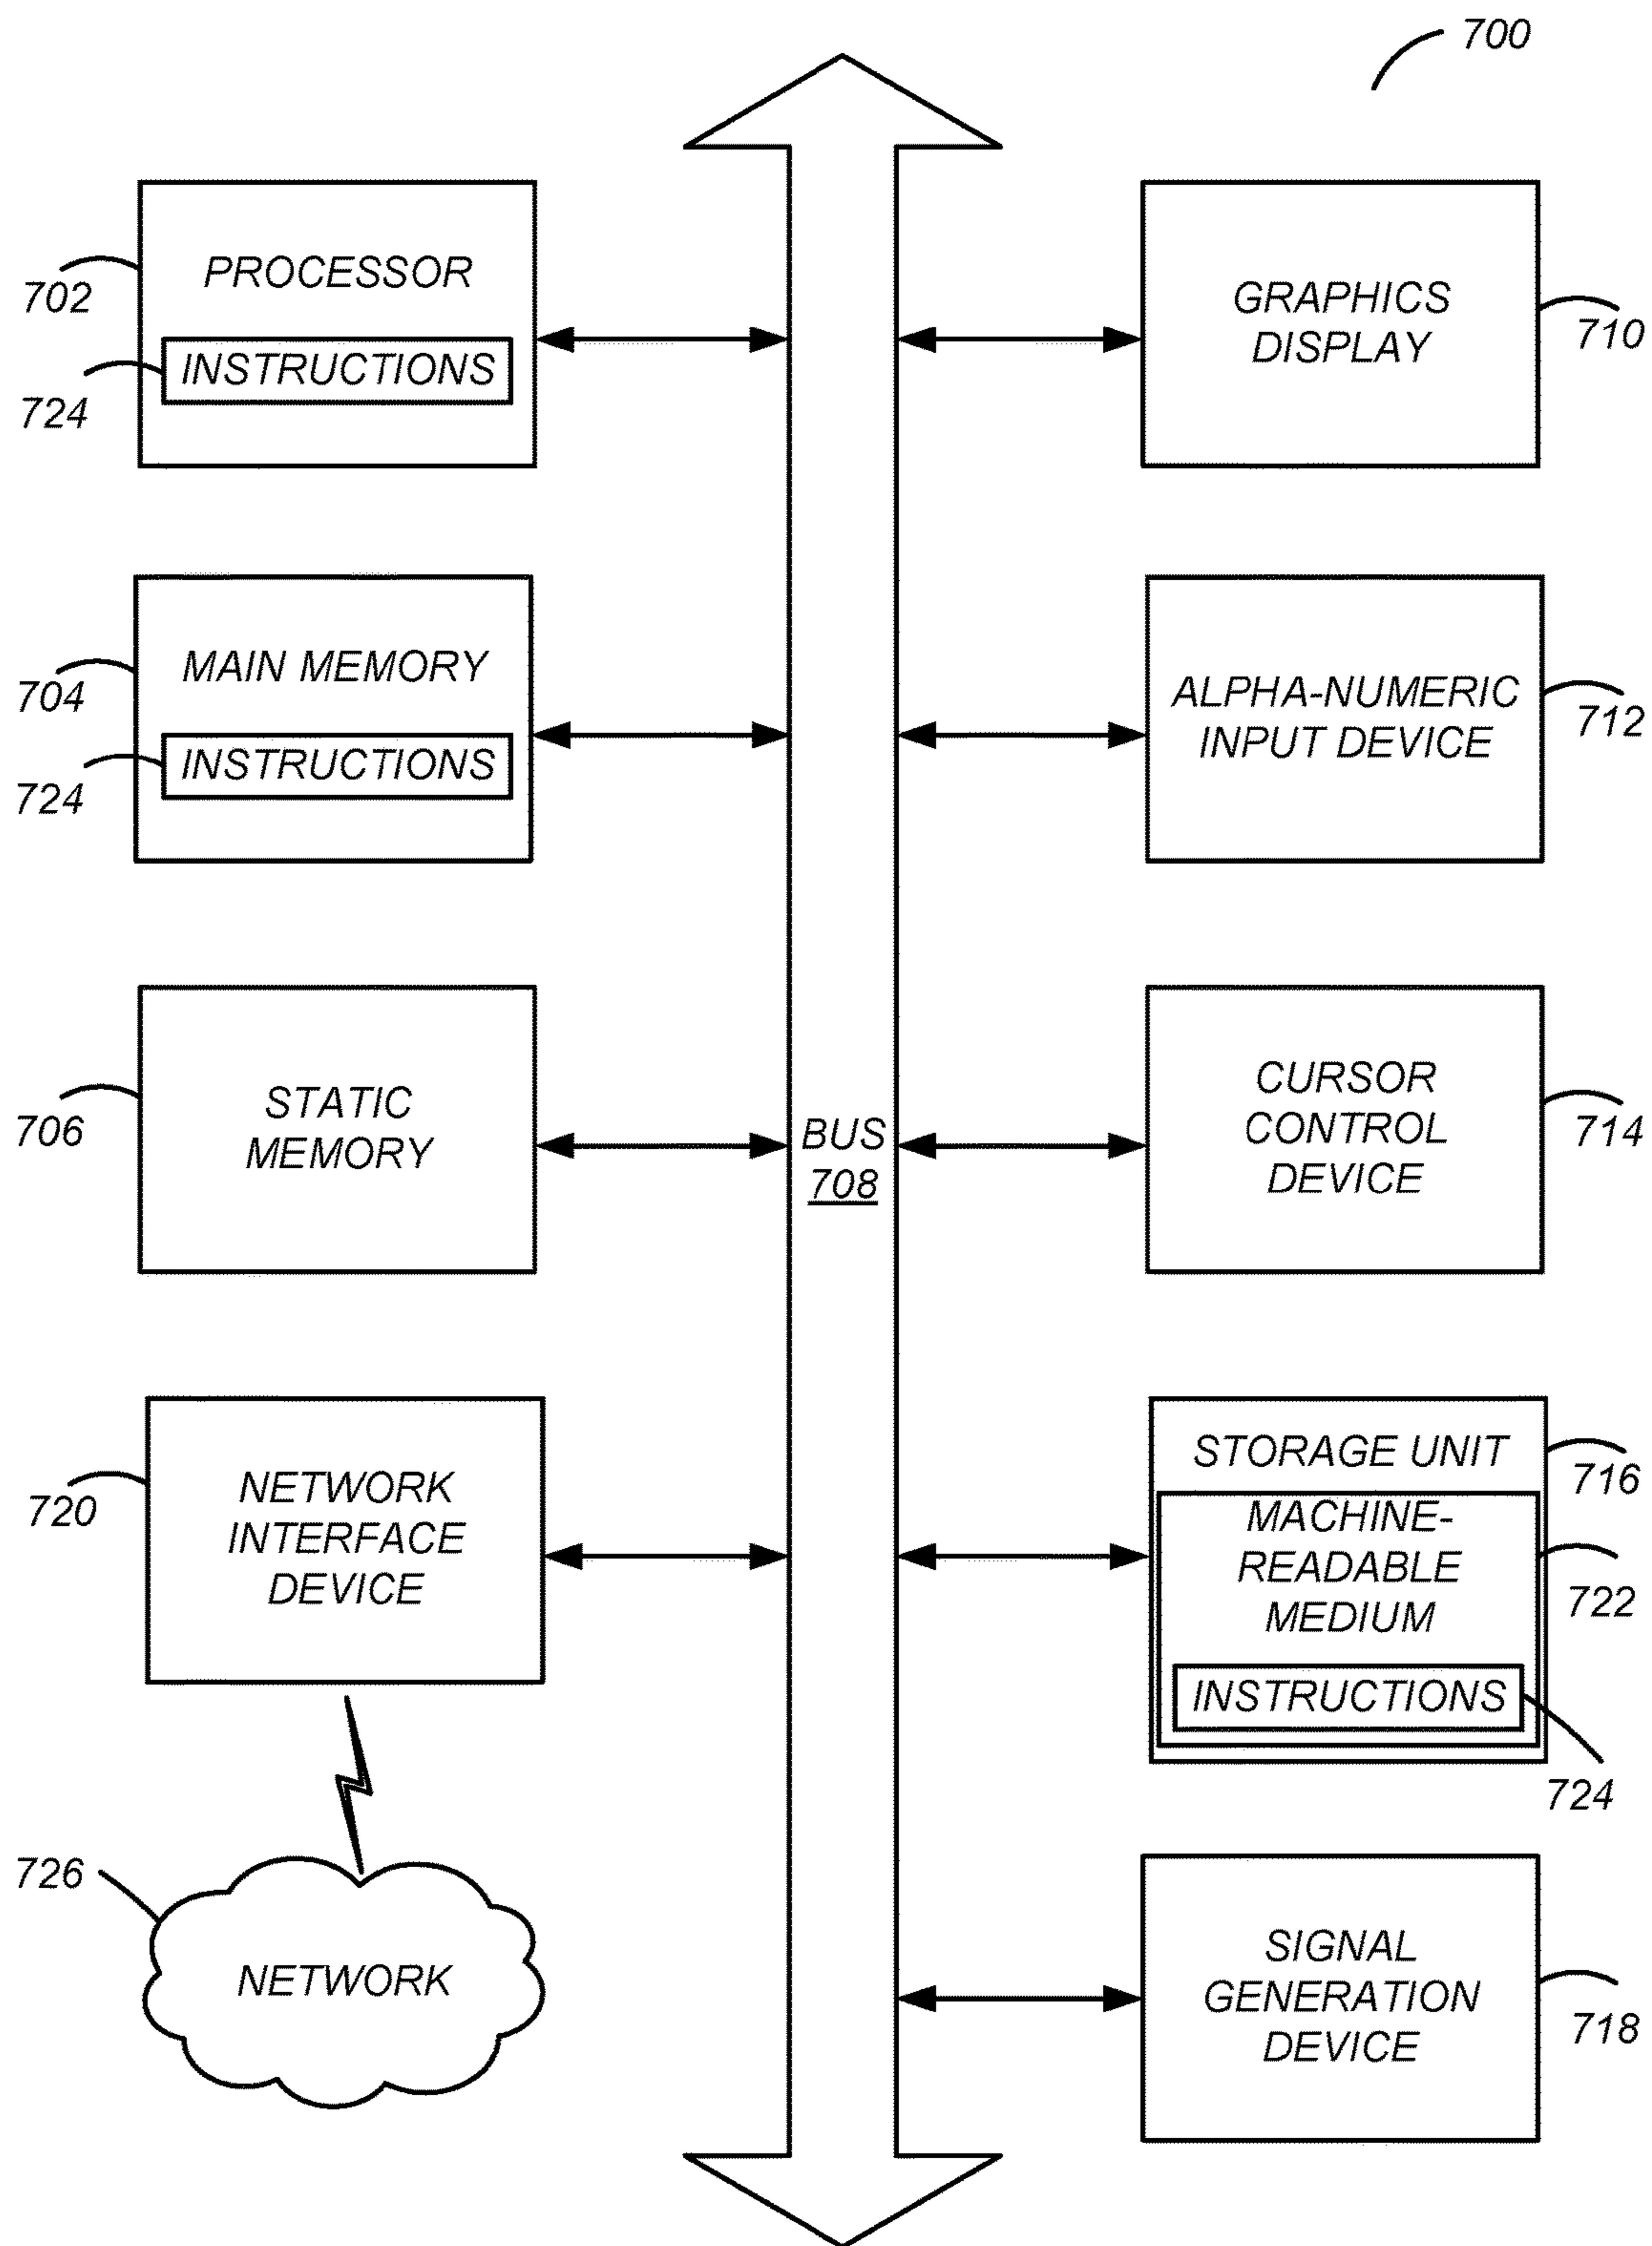 700
PROCESSOR
702
INSTRUCTIONS
724
GRAPHICS
DISPLAY
710
MAIN MEMORY
704
INSTRUCTIONS
724
ALPHA-NUMERIC
INPUT DEVICE
712
STATIC
MEMORY
706
BUS
708
CURSOR
CONTROL
DEVICE
714
NETWORK
INTERFACE
DEVICE
720
STORAGE UNIT
716
MACHINE-
READABLE
MEDIUM
722
INSTRUCTIONS
724
726
NETWORK
SIGNAL
GENERATION
DEVICE
718